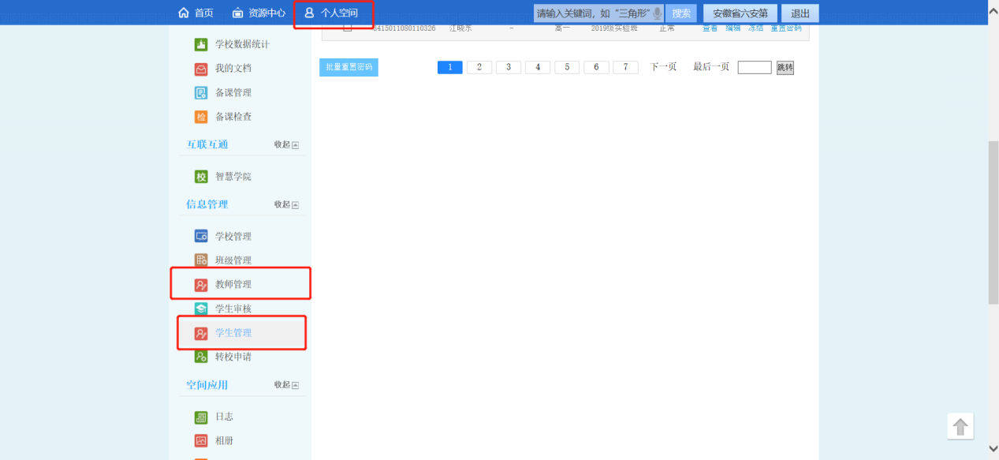 首页 资源中心 个人空间 请输入关键词，如“三角形” 搜索 安徽省六安第 退出
3415011080110326 江晓东 - 高一 2019级实验班 正常 查看 编辑 冻结 重置密码
学校数据统计
我的文档
批量重置密码 1 2 3 4 5 6 7 下一页 最后一页 跳转
备课管理
检 备课检查
互联互通 收起
校 智慧学院
信息管理 收起
学校管理
班级管理
教师管理
学生审核
学生管理
转校申请
空间应用 收起
日志
相册